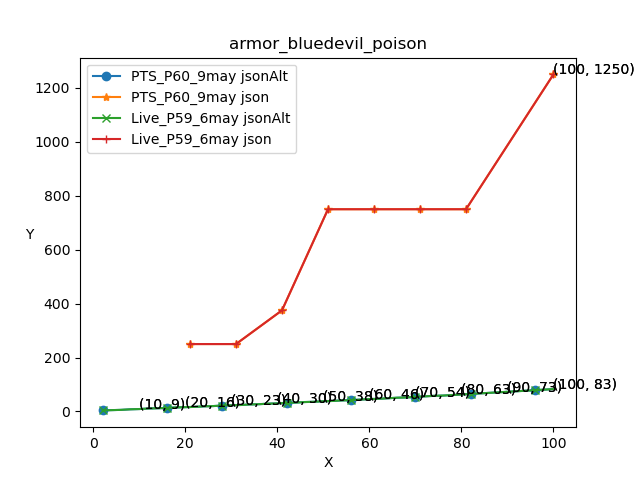 armor_bluedevil_poison
PTS_P60_9may jsonAlt
PTS_P60_9may json
Live_P59_6may jsonAlt
Live_P59_6may json
(100, 1250)
1200
1000
800
600
400
200
0
Y
(10, 9)
(20, 16)
(30, 23)
(40, 30)
(50, 38)
(60, 46)
(70, 54)
(80, 63)
(90, 73)
(100, 83)
0 20 40 60 80 100
X